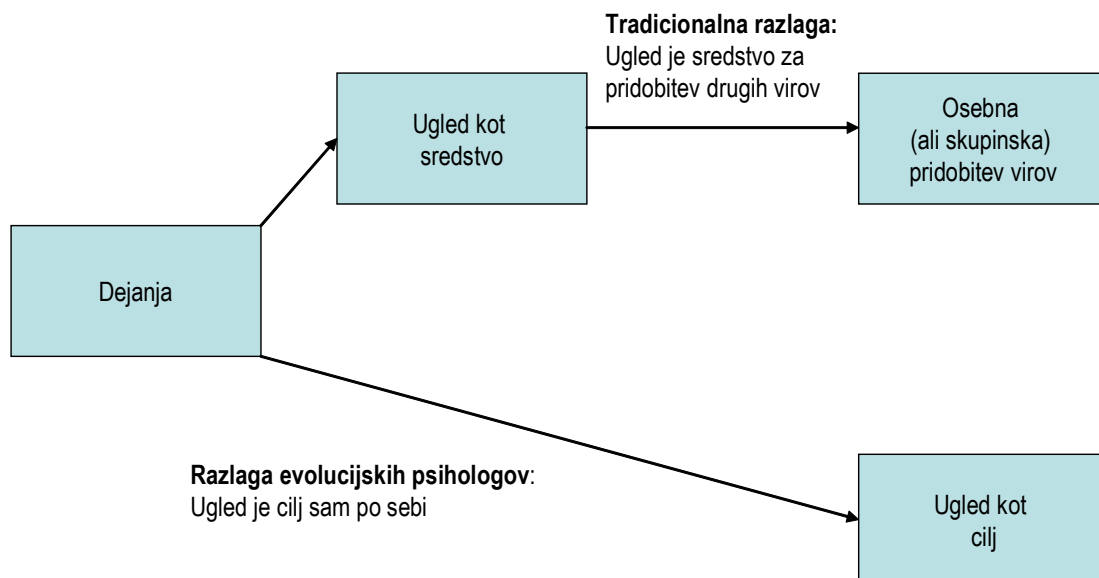 Tradicionalna razlaga:
Ugled je sredstvo za
pridobitev drugih virov
Ugled kot
sredstvo
Osebna
(ali skupinska)
pridobitev virov
Dejanja
Razlaga evolucijskih psihologov:
Ugled je cilj sam po sebi
Ugled kot
cilj